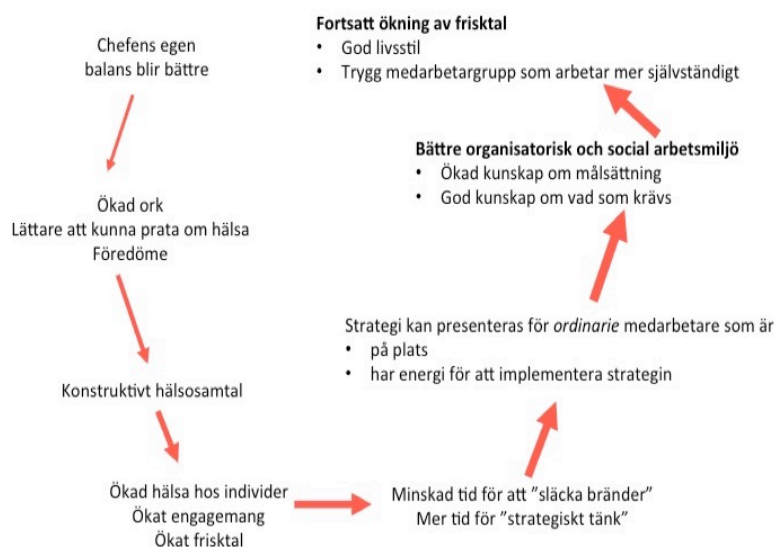 Chefens egen
balans blir bättre
Ökad ork
Lättare att kunna prata om hälsa
Föredöme
Konstruktivt hälsosamtal
Ökad hälsa hos individer
Ökat engagemang
Ökat frisktal
Minskad tid för att ”släcka bränder”
Mer tid för ”strategiskt tänk”
Strategi kan presenteras för ordinarie medarbetare som är
• på plats
• har energi för att implementera strategin
Bättre organisatorisk och social arbetsmiljö
• Ökad kunskap om målsättning
• God kunskap om vad som krävs
Fortsatt ökning av frisktal
• God livsstil
• Trygg medarbetargrupp som arbetar mer självständigt